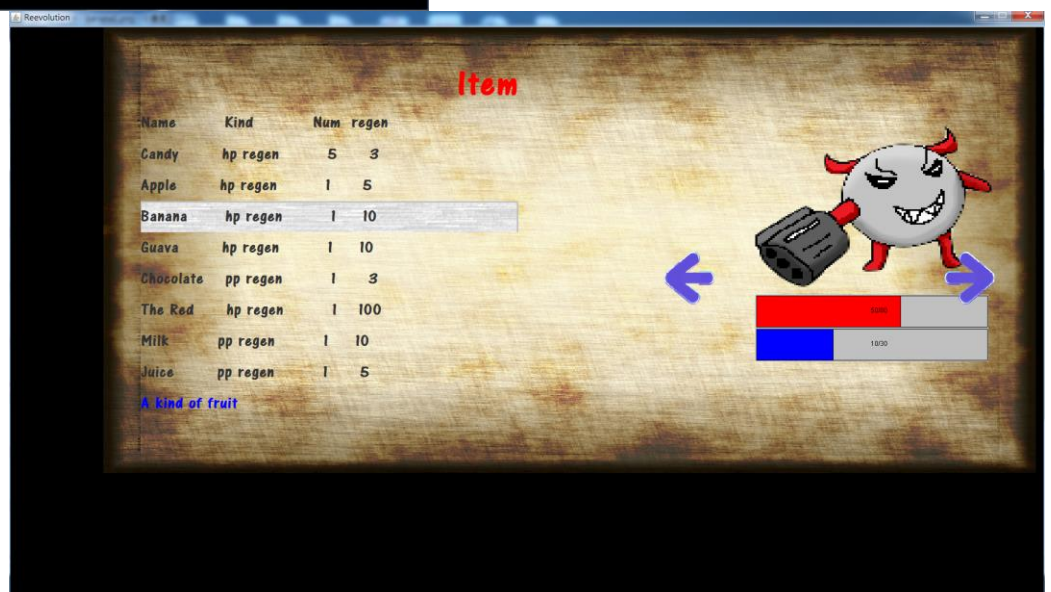 Reevolution
Item
Name Kind Num regen
Candy hp regen 5 3
Apple hp regen 1 5
Banana hp regen 1 10
Guava hp regen 1 10
Chocolate pp regen 1 3
The Red hp regen 1 100
Milk pp regen 1 10
Juice pp regen 1 5
A kind of fruit
10/30